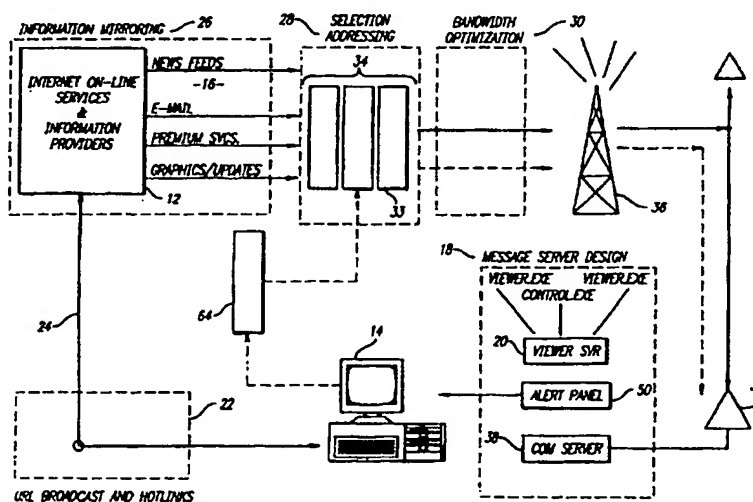 INFORMATION MIRRORING
26
28
SELECTION
ADDRESSING
BANDWIDTH
OPTIMIZATION
30
INTERNET ON-LINE
SERVICES
&
INFORMATION
PROVIDERS
NEWS FEEDS
-16-
E-MAIL
PREMIUM SVCS.
GRAPHICS/UPDATES
12
34
33
36
24
64
14
18
MESSAGE SERVER DESIGN
VIEWER.EXE
VIEWER.EXE
CONTROL.EXE
20
VIEWER SVR
ALERT PANEL
50
38
COM SERVER
22
URL BROADCAST AND HOTLINKS